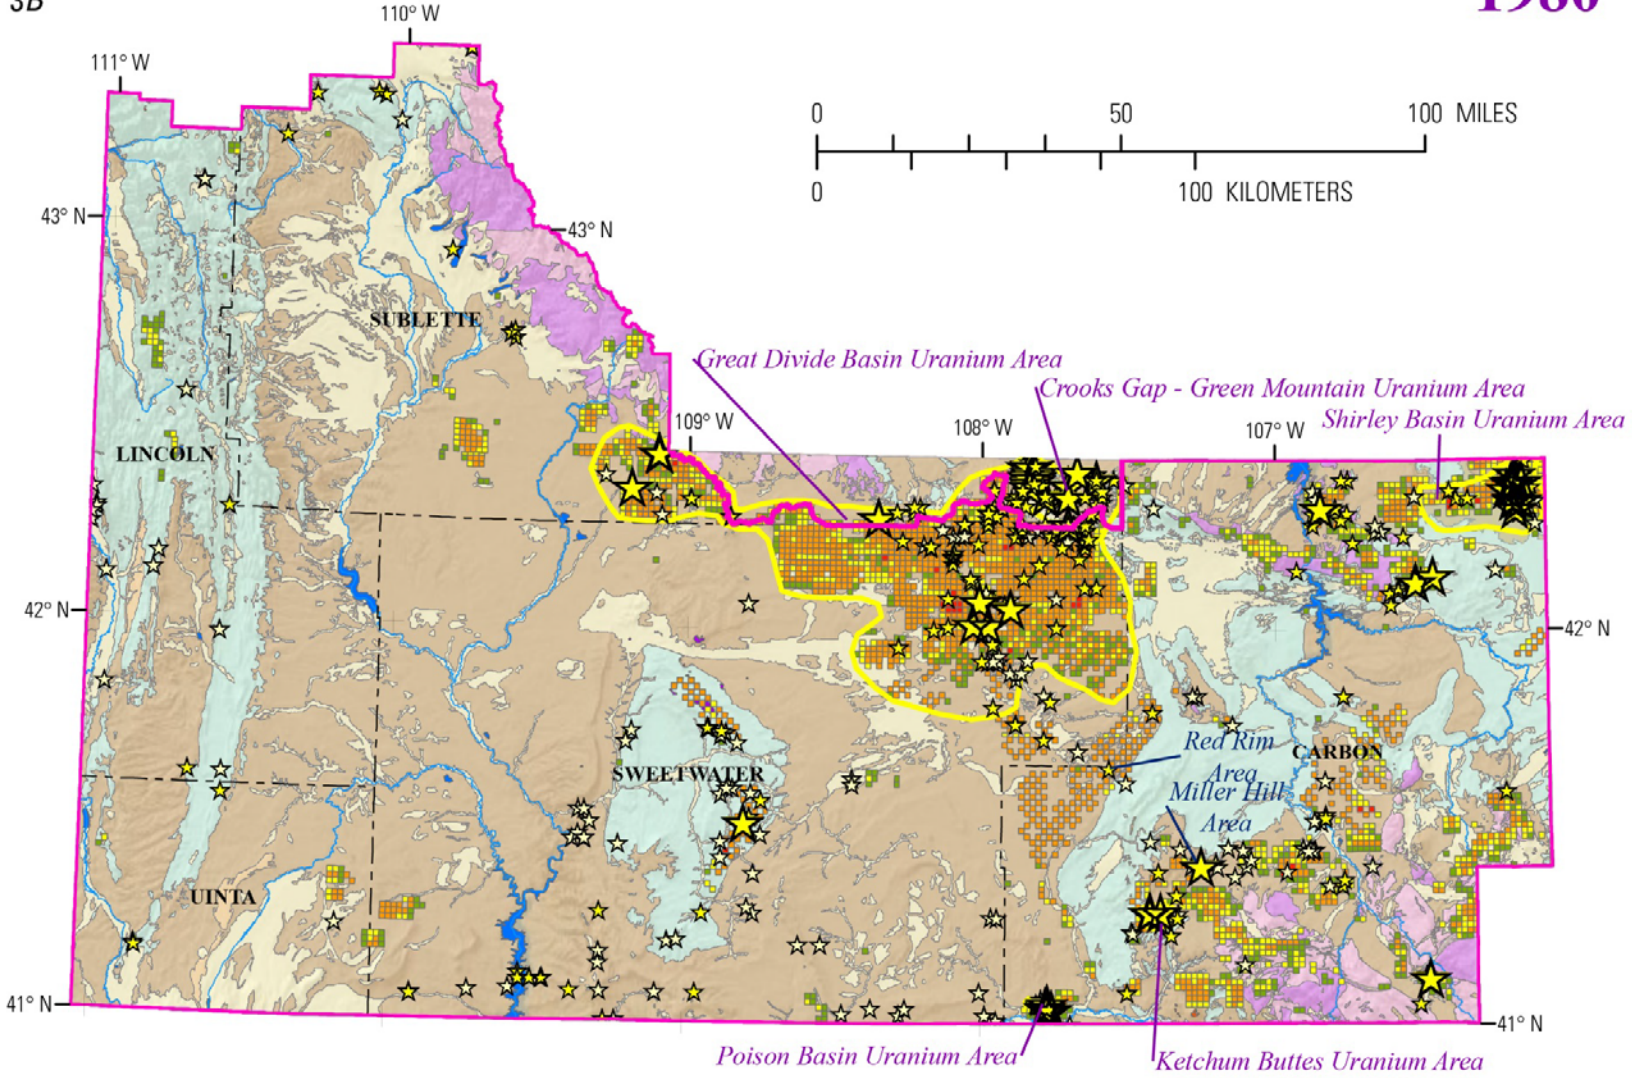 3B
1980
110° W
111° W
0 50 100 MILES
0 100 KILOMETERS
43° N
43° N
SUBLETTE
Great Divide Basin Uranium Area
Crooks Gap - Green Mountain Uranium Area
109° W
108° W
107° W
Shirley Basin Uranium Area
LINCOLN
42° N
42° N
Red Rim
Area
CARBON
SWEETWATER
Miller Hill
Area
UINTA
41° N
41° N
Poison Basin Uranium Area
Ketchum Buttes Uranium Area